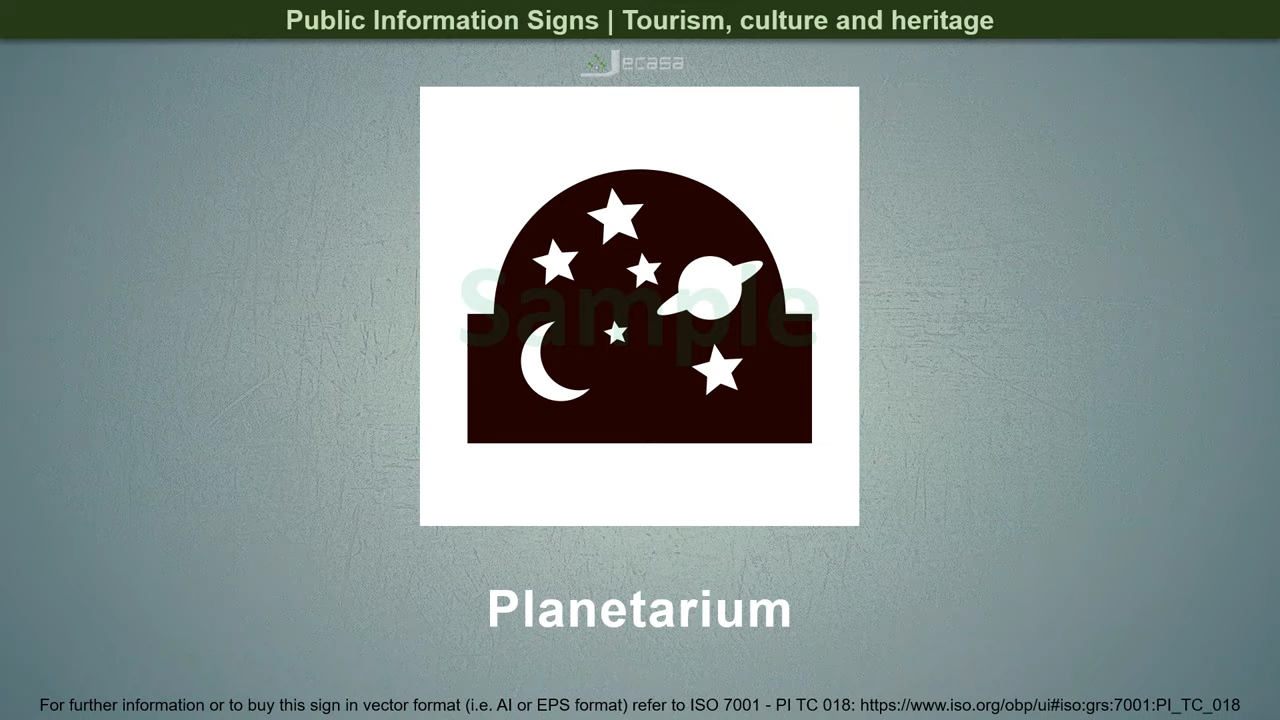 Public Information Signs | Tourism, culture and heritage
Jecasa
Sample
Planetarium
For further information or to buy this sign in vector format (i.e. AI or EPS format) refer to ISO 7001 - PI TC 018: https://www.iso.org/obp/ui#iso:grs:7001:PI_TC_018